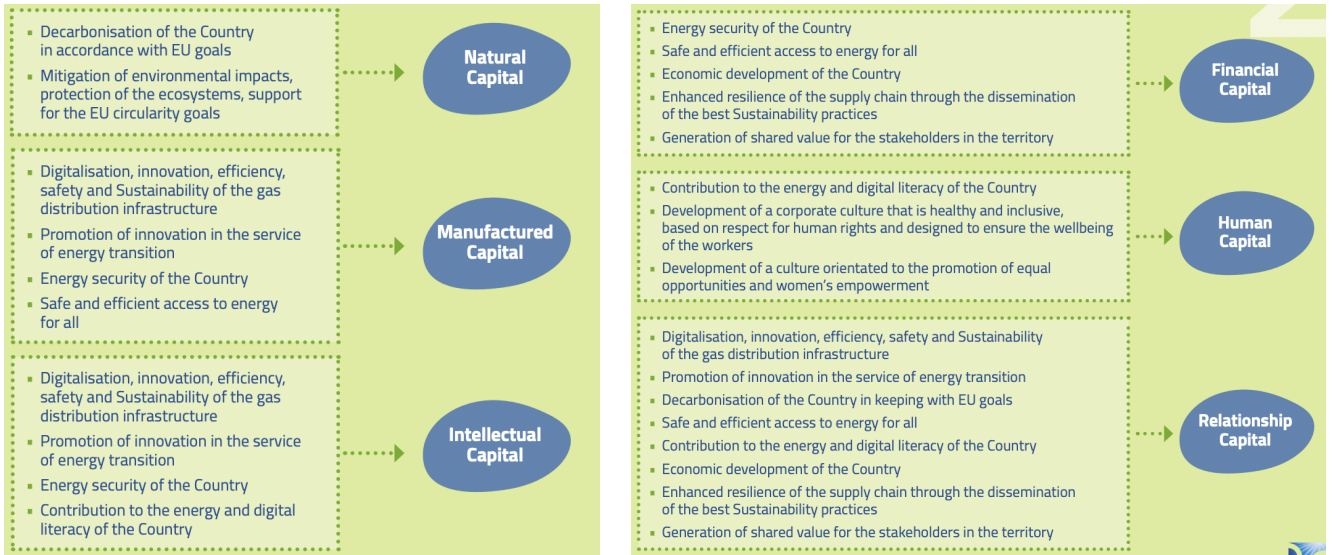 ▪ Decarbonisation of the Country
in accordance with EU goals
▪ Mitigation of environmental impacts,
protection of the ecosystems, support
for the EU circularity goals
Natural
Capital
▪ Digitalisation, innovation, efficiency,
safety and Sustainability of the gas
distribution infrastructure
▪ Promotion of innovation in the service
of energy transition
▪ Energy security of the Country
▪ Safe and efficient access to energy
for all
Manufactured
Capital
▪ Digitalisation, innovation, efficiency,
safety and Sustainability of the gas
distribution infrastructure
▪ Promotion of innovation in the service
of energy transition
▪ Energy security of the Country
▪ Contribution to the energy and digital
literacy of the Country
Intellectual
Capital
▪ Energy security of the Country
▪ Safe and efficient access to energy for all
▪ Economic development of the Country
▪ Enhanced resilience of the supply chain through the dissemination
of the best Sustainability practices
▪ Generation of shared value for the stakeholders in the territory
Financial
Capital
▪ Contribution to the energy and digital literacy of the Country
▪ Development of a corporate culture that is healthy and inclusive,
based on respect for human rights and designed to ensure the wellbeing
of the workers
▪ Development of a culture orientated to the promotion of equal
opportunities and women's empowerment
Human
Capital
▪ Digitalisation, innovation, efficiency, safety and Sustainability
of the gas distribution infrastructure
▪ Promotion of innovation in the service of energy transition
▪ Decarbonisation of the Country in keeping with EU goals
▪ Safe and efficient access to energy for all
▪ Contribution to the energy and digital literacy of the Country
▪ Economic development of the Country
▪ Enhanced resilience of the supply chain through the dissemination
of the best Sustainability practices
▪ Generation of shared value for the stakeholders in the territory
Relationship
Capital